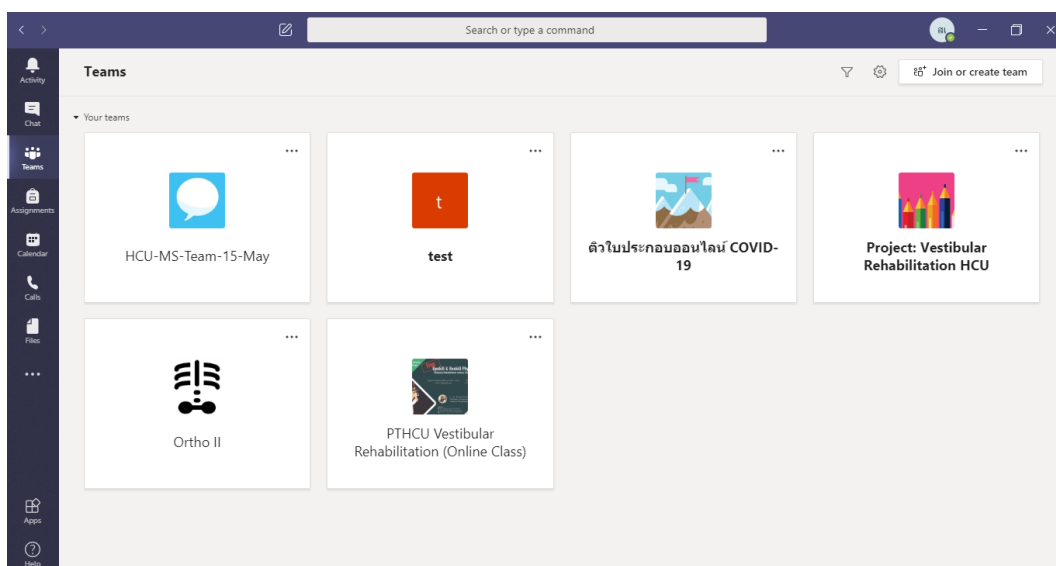 Search or type a command
Activity
Chat
Teams
Assignments
Calendar
Calls
Files
Apps
Help
Teams
Join or create team
Your teams
HCU-MS-Team-15-May
t
test
ติวใบประกอบออนไลน์ COVID-
19
Project: Vestibular
Rehabilitation HCU
Ortho II
PTHCU Vestibular
Rehabilitation (Online Class)